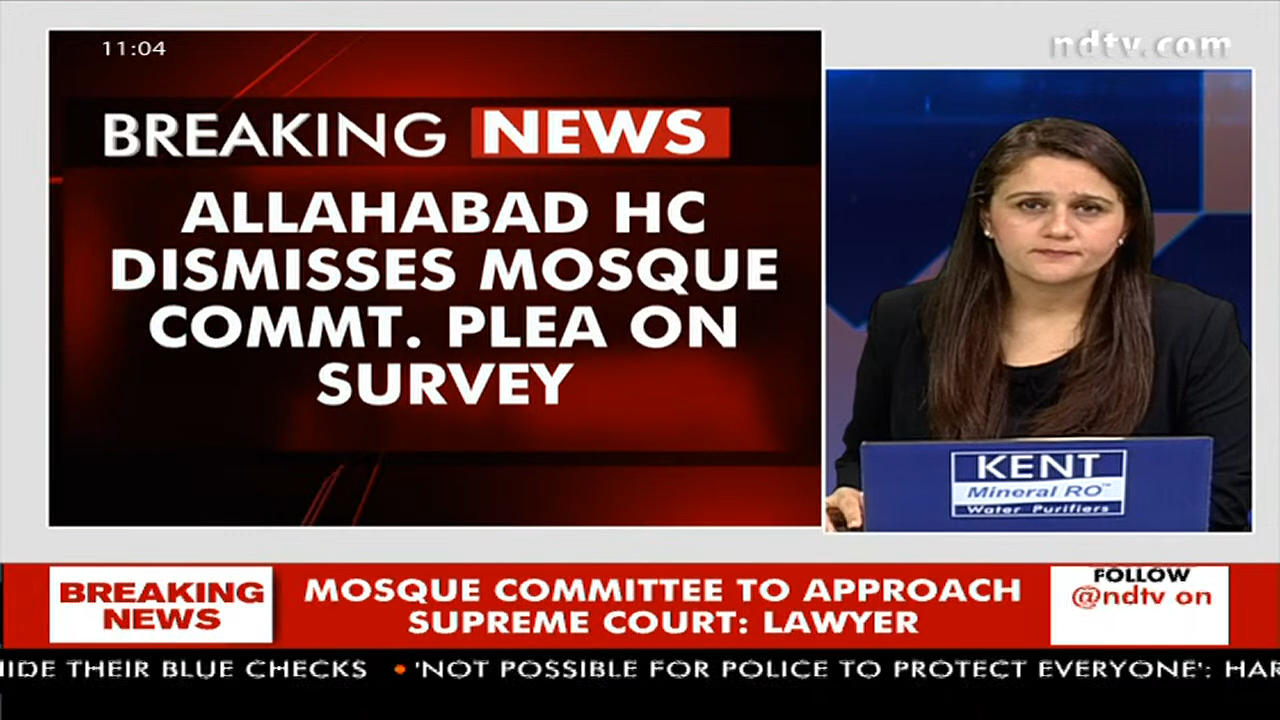 11:04
ndtv.com
BREAKING NEWS
ALLAHABAD HC
DISMISSES MOSQUE
COMMT. PLEA ON
SURVEY
KENT
Mineral RO™
Water Purifiers
BREAKING
NEWS
MOSQUE COMMITTEE TO APPROACH
SUPREME COURT: LAWYER
FOLLOW
@ndtv on
THEIR BLUE CHECKS • 'NOT POSSIBLE FOR POLICE TO PROTECT EVERYONE':